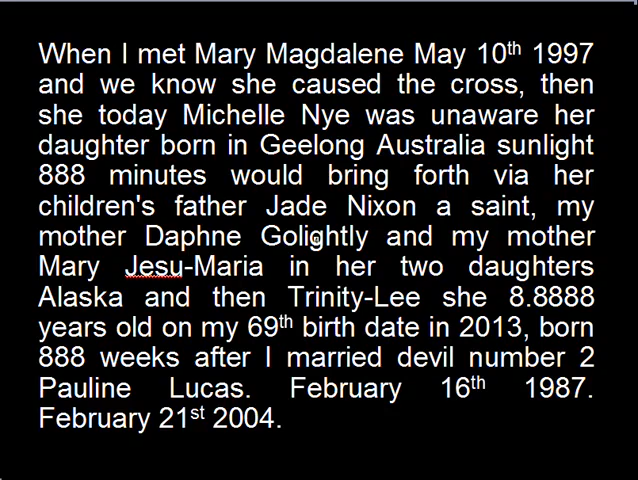 When I met Mary Magdalene May 10th 1997
and we know she caused the cross, then
she today Michelle Nye was unaware her
daughter born in Geelong Australia sunlight
888 minutes would bring forth via her
children's father Jade Nixon a saint, my
mother Daphne Golightly and my mother
Mary Jesu-Maria in her two daughters
Alaska and then Trinity-Lee she 8.8888
years old on my 69th birth date in 2013, born
888 weeks after I married devil number 2
Pauline Lucas. February 16th 1987.
February 21st 2004.